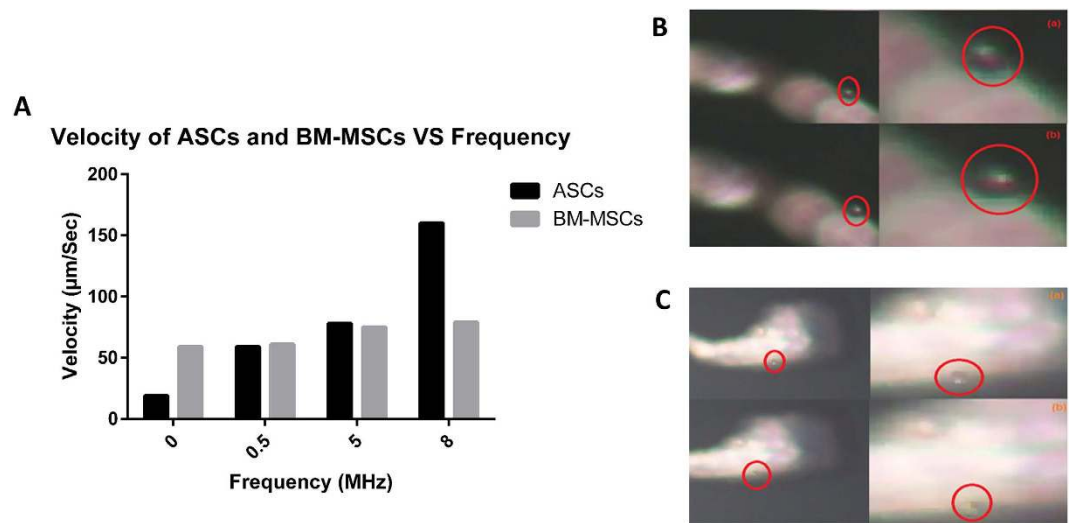 A
Velocity of ASCs and BM-MSCs VS Frequency
200
150
100
50
0
Velocity (µm/Sec)
0
0.5
5
8
Frequency (MHz)
ASCs
BM-MSCs
B
(a)
(b)
C
(a)
(b)